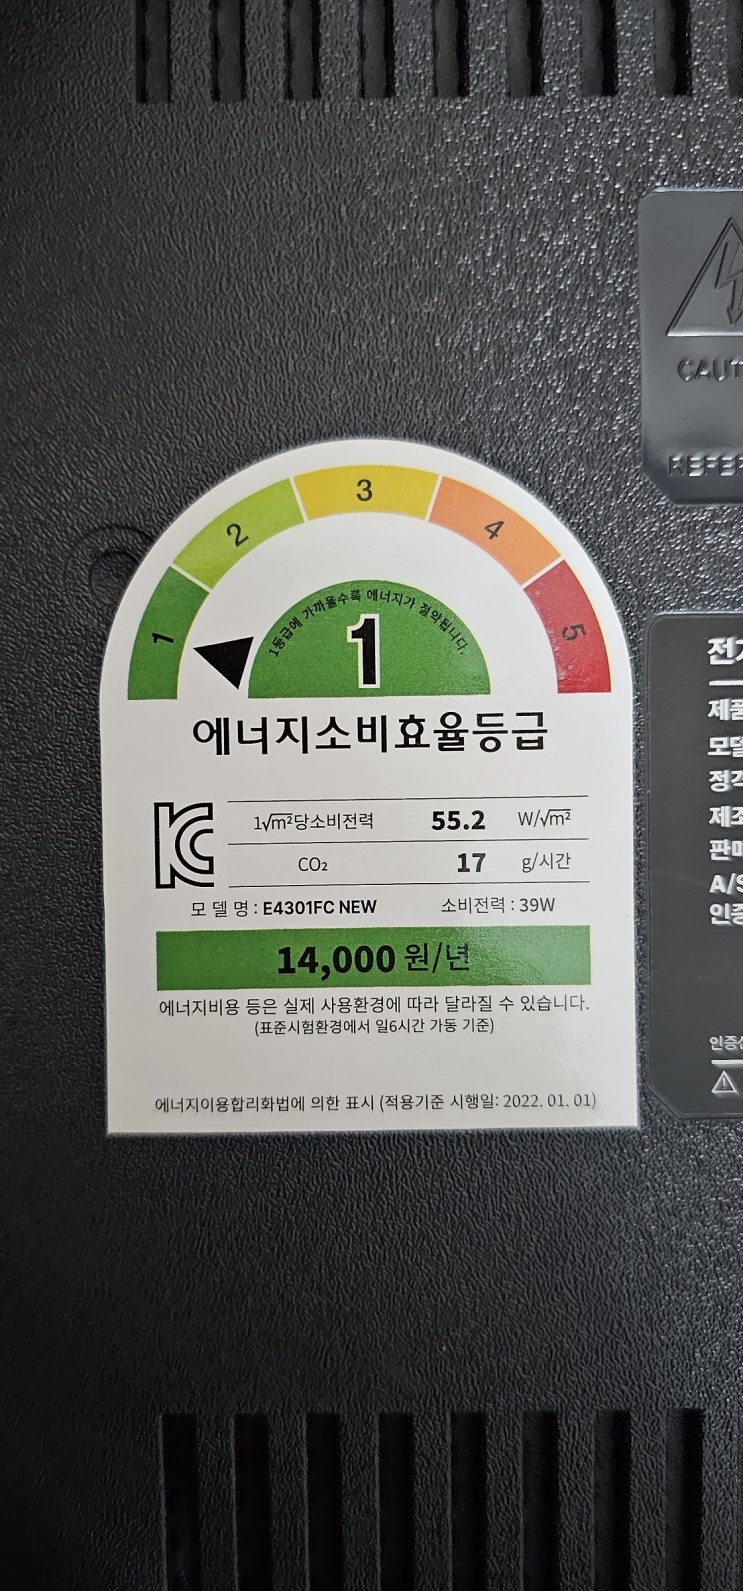 CAUT
REFER
1 2 3 4 5
1등급에 가까울수록 에너지가 절약됩니다.
1
에너지소비효율등급
1√m²당소비전력 55.2 W/√m²
CO₂ 17 g/시간
모 델 명 : E4301FC NEW 소비전력 : 39W
14,000 원/년
에너지비용 등은 실제 사용환경에 따라 달라질 수 있습니다.
(표준시험환경에서 일6시간 가동 기준)
에너지이용합리화법에 의한 표시 (적용기준 시행일: 2022. 01. 01)
전기
제품
모델
정격
제조
판매
A/S
인증
인증